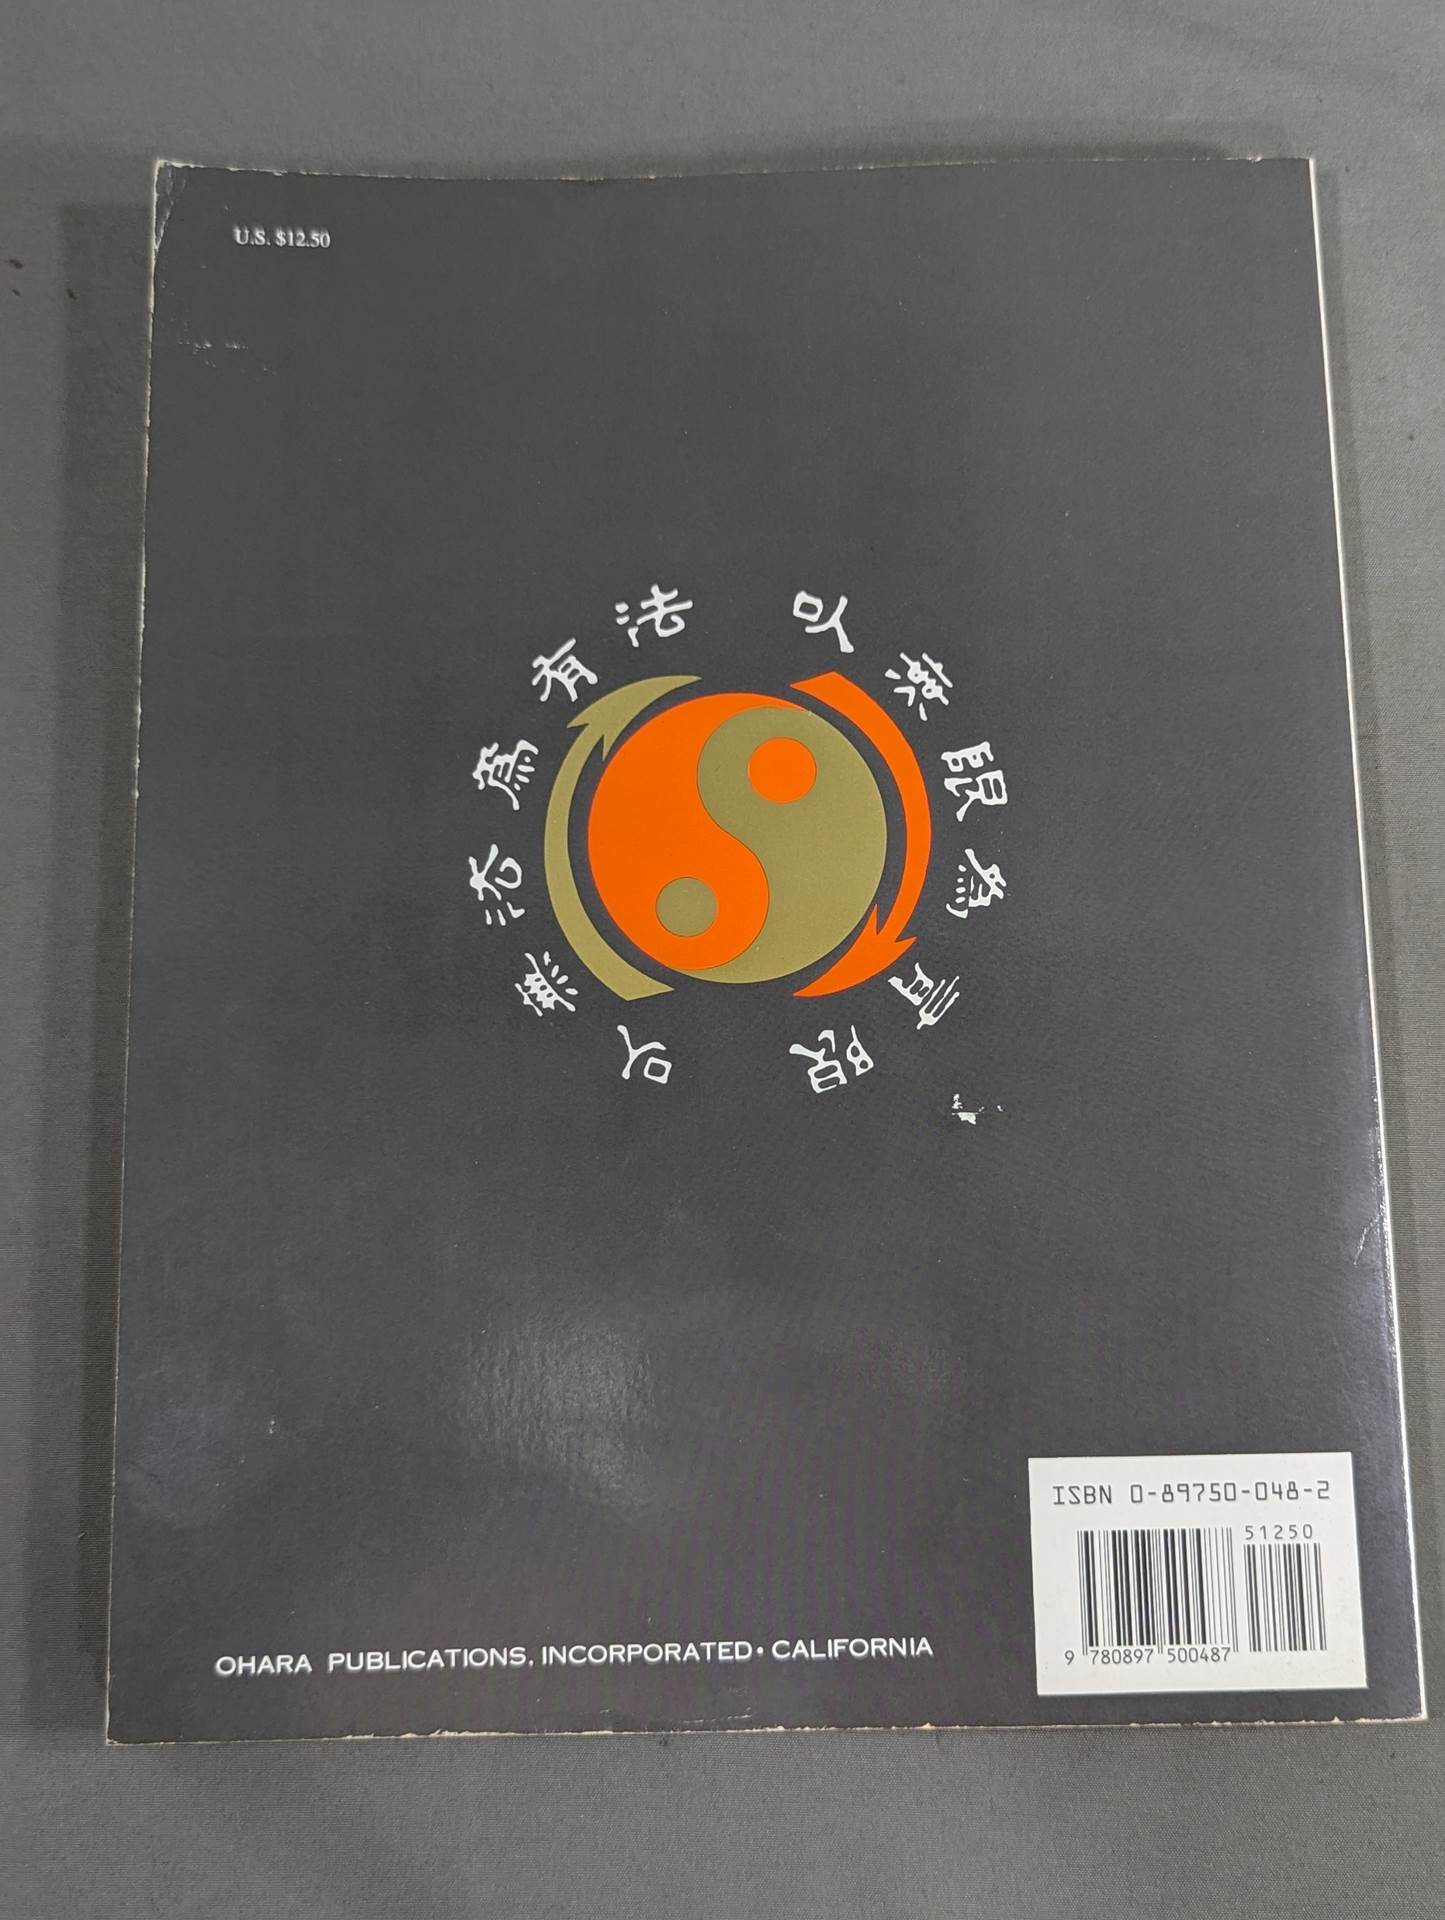 U.S. $12.50
以無法為有法
以無限為有限
ISBN 0-89750-048-2
51250
9 780897 500487
OHARA PUBLICATIONS, INCORPORATED • CALIFORNIA